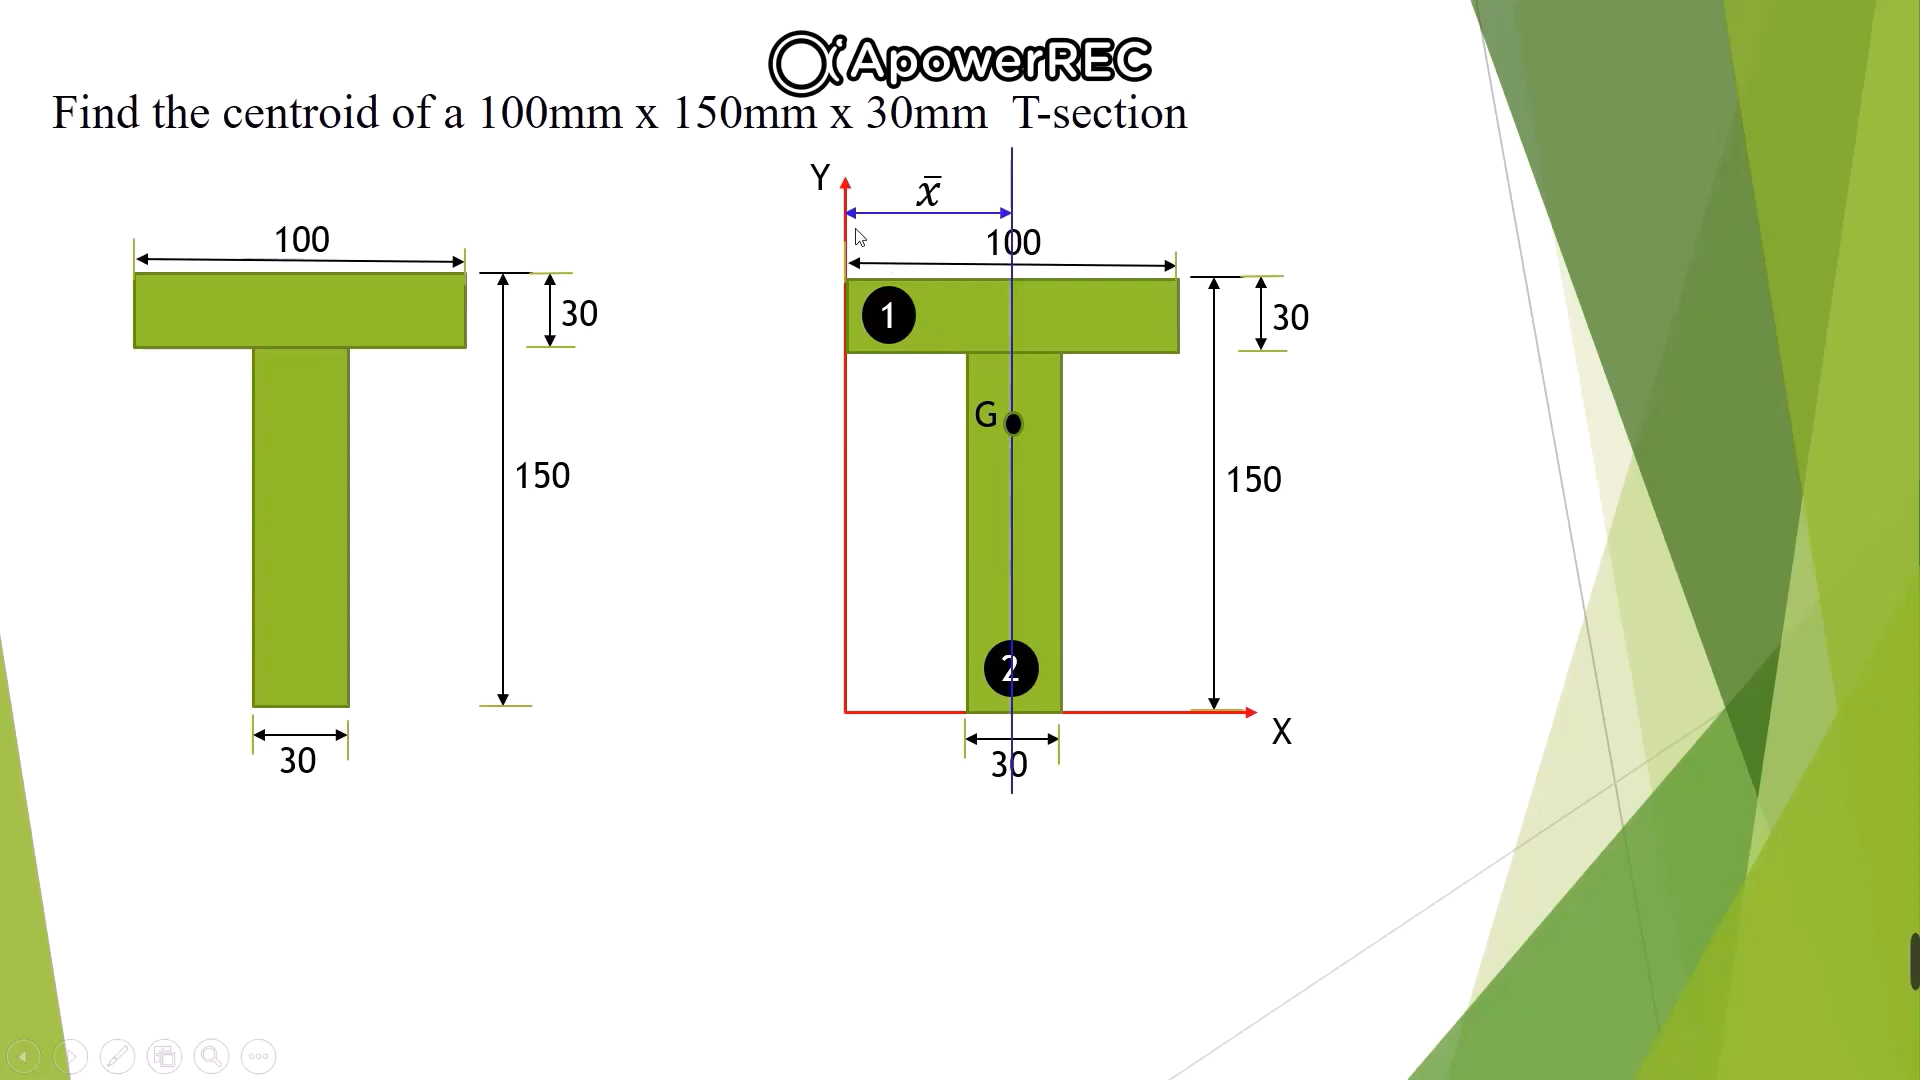 ApowerREC
Find the centroid of a 100mm x 150mm x 30mm T-section
100
30
150
30
Y
x̄
100
1
30
G
150
2
X
30